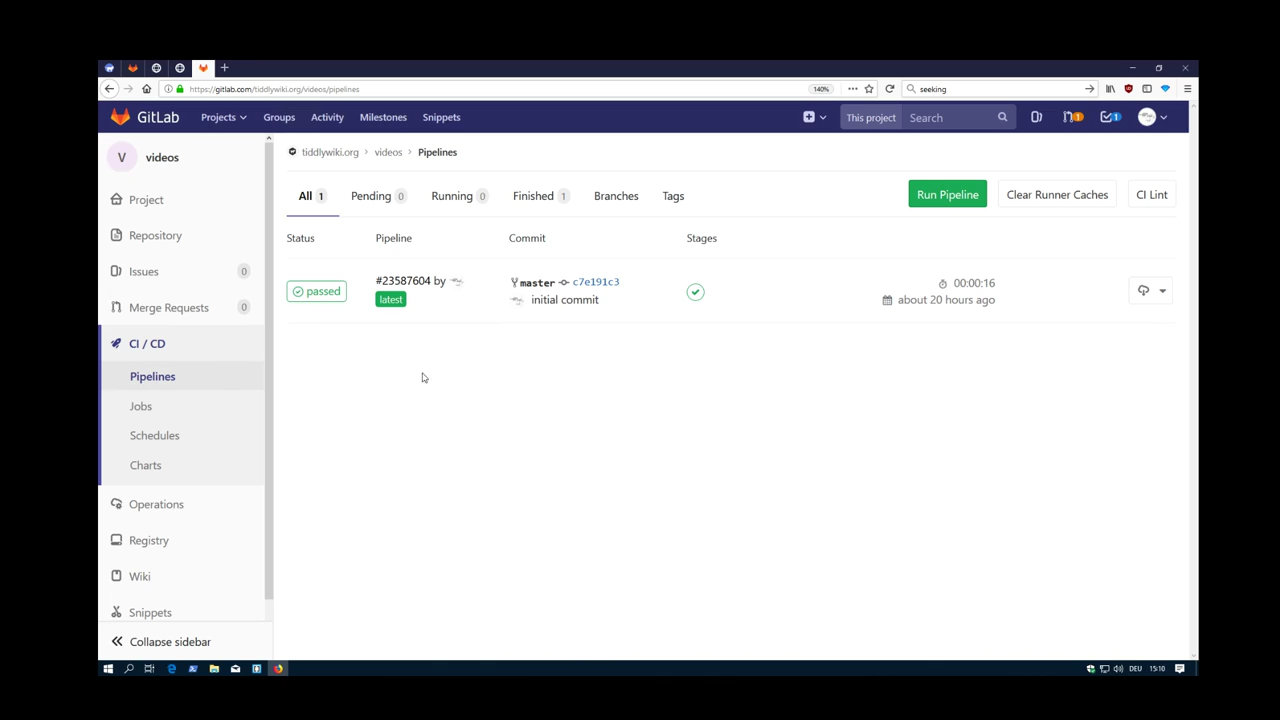 https://gitlab.com/tiddlywiki.org/videos/pipelines
140%
seeking
GitLab
Projects
Groups
Activity
Milestones
Snippets
This project
Search
1
1
V
videos
Project
Repository
Issues
0
Merge Requests
0
CI / CD
Pipelines
Jobs
Schedules
Charts
Operations
Registry
Wiki
Snippets
Collapse sidebar
tiddlywiki.org > videos > Pipelines
All 1
Pending 0
Running 0
Finished 1
Branches
Tags
Run Pipeline
Clear Runner Caches
CI Lint
Status
Pipeline
Commit
Stages
passed
#23587604 by
latest
master
c7e191c3
initial commit
00:00:16
about 20 hours ago
DEU
15:10